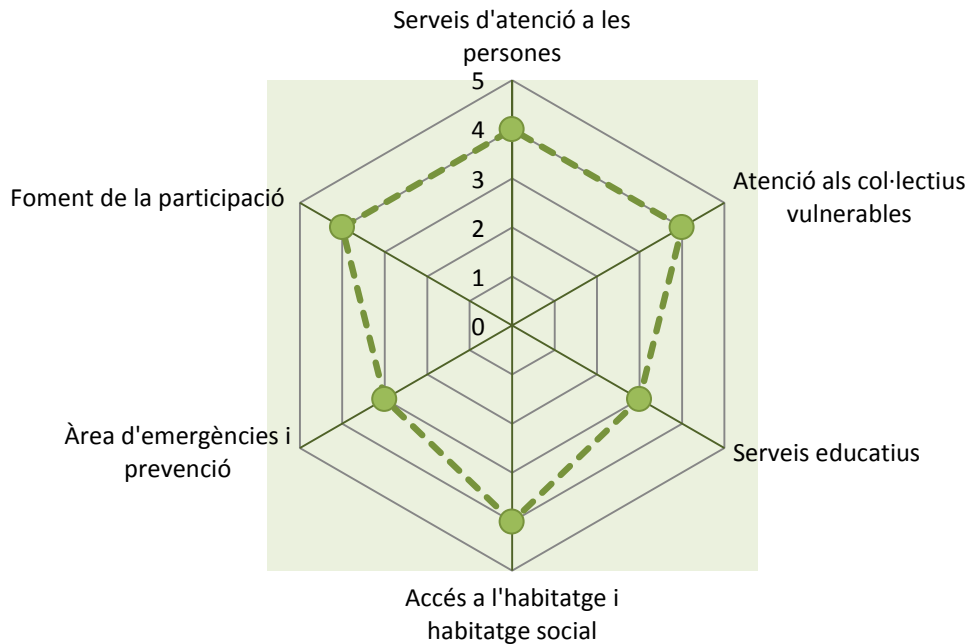 Serveis d'atenció a les
persones
5
4
3
2
1
0
Atenció als col·lectius
vulnerables
Serveis educatius
Accés a l'habitatge i
habitatge social
Àrea d'emergències i
prevenció
Foment de la participació